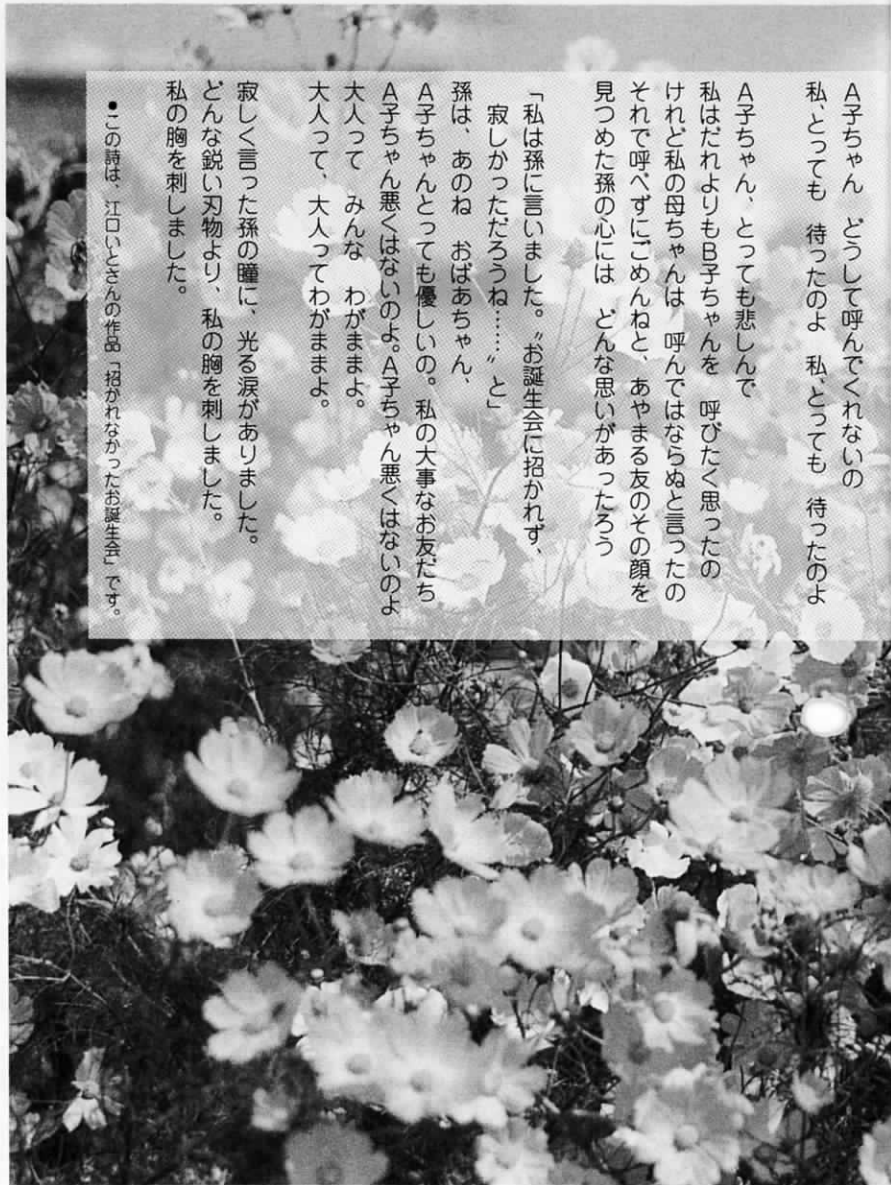 A子ちゃん　どうして呼んでくれないの
私、とっても　待ったのよ　私、とっても　待ったのよ
A子ちゃん、とっても悲しんで
私はだれよりもB子ちゃんを　呼びたく思ったの
けれど私の母ちゃんは　呼んではならぬと言ったの
それで呼べずにごめんねと、あやまる友のその顔を
見つめた孫の心には　どんな思いがあったろう
「私は孫に言いました。〝お誕生会に招かれず、
寂しかっただろうね……〟と」
孫は、あのね　おばあちゃん、
A子ちゃんとっても優しいの。私の大事なお友だち
A子ちゃん悪くはないのよ。A子ちゃん悪くはないのよ
大人って　みんな　わがままよ。
大人って、大人ってわがままよ。
寂しく言った孫の瞳に、光る涙がありました。
どんな鋭い刃物より、私の胸を刺しました。
私の胸を刺しました。
●この詩は、江口いとさんの作品「招かれなかったお誕生会」です。